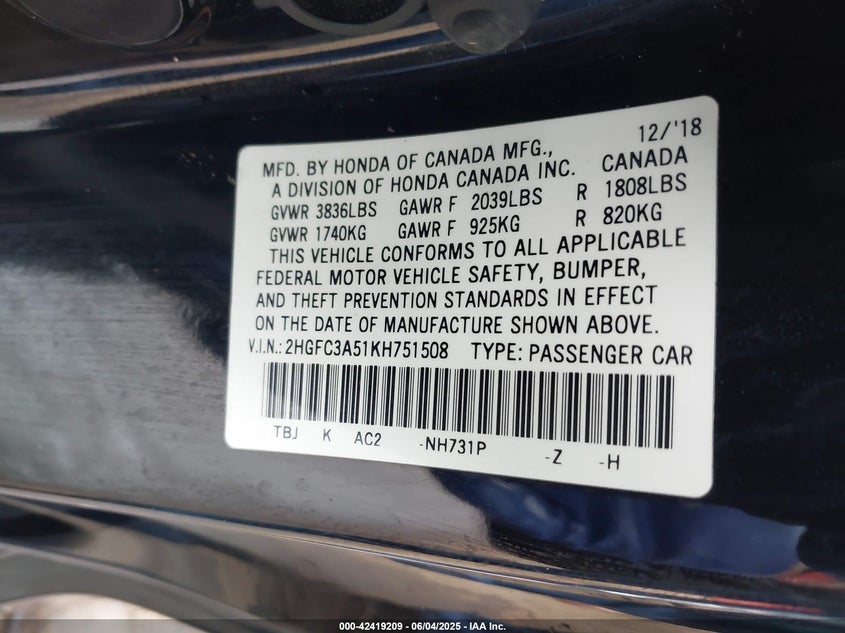 12/'18
MFD. BY HONDA OF CANADA MFG.,
A DIVISION OF HONDA CANADA INC. CANADA
GVWR 3836LBS GAWR F 2039LBS R 1808LBS
GVWR 1740KG GAWR F 925KG R 820KG
THIS VEHICLE CONFORMS TO ALL APPLICABLE
FEDERAL MOTOR VEHICLE SAFETY, BUMPER,
AND THEFT PREVENTION STANDARDS IN EFFECT
ON THE DATE OF MANUFACTURE SHOWN ABOVE.
V.I.N.: 2HGFC3A51KH751508 TYPE: PASSENGER CAR
TBJ K AC2 -NH731P -Z -H
000-42419209 - 06/04/2025 - IAA Inc.